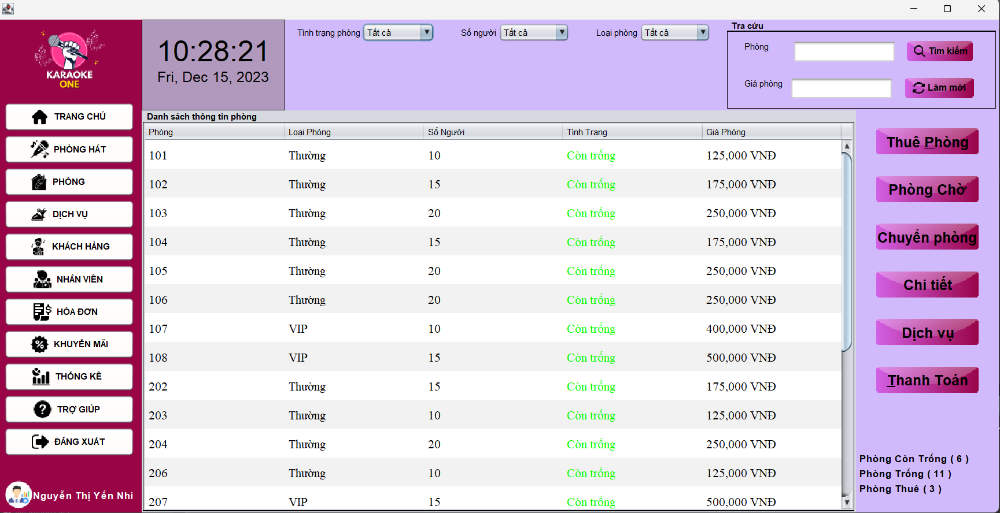 KARAOKE
ONE
TRANG CHỦ
PHÒNG HÁT
PHÒNG
DỊCH VỤ
KHÁCH HÀNG
NHÂN VIÊN
HÓA ĐƠN
KHUYẾN MÃI
THỐNG KÊ
TRỢ GIÚP
ĐĂNG XUẤT
Nguyễn Thị Yến Nhi
10:28:21
Fri, Dec 15, 2023
Tình trạng phòng Tất cả Số người Tất cả Loại phòng Tất cả
Tra cứu
Phòng Tìm kiếm
Giá phòng Làm mới
Danh sách thông tin phòng
Phòng Loại Phòng Số Người Tình Trạng Giá Phòng
101 Thường 10 Còn trống 125,000 VNĐ
102 Thường 15 Còn trống 175,000 VNĐ
103 Thường 20 Còn trống 250,000 VNĐ
104 Thường 15 Còn trống 175,000 VNĐ
105 Thường 20 Còn trống 250,000 VNĐ
106 Thường 20 Còn trống 250,000 VNĐ
107 VIP 10 Còn trống 400,000 VNĐ
108 VIP 15 Còn trống 500,000 VNĐ
202 Thường 15 Còn trống 175,000 VNĐ
203 Thường 10 Còn trống 125,000 VNĐ
204 Thường 20 Còn trống 250,000 VNĐ
206 Thường 10 Còn trống 125,000 VNĐ
207 VIP 15 Còn trống 500,000 VNĐ
Thuê Phòng
Phòng Chờ
Chuyển phòng
Chi tiết
Dịch vụ
Thanh Toán
Phòng Còn Trống ( 6 )
Phòng Trống ( 11 )
Phòng Thuê ( 3 )